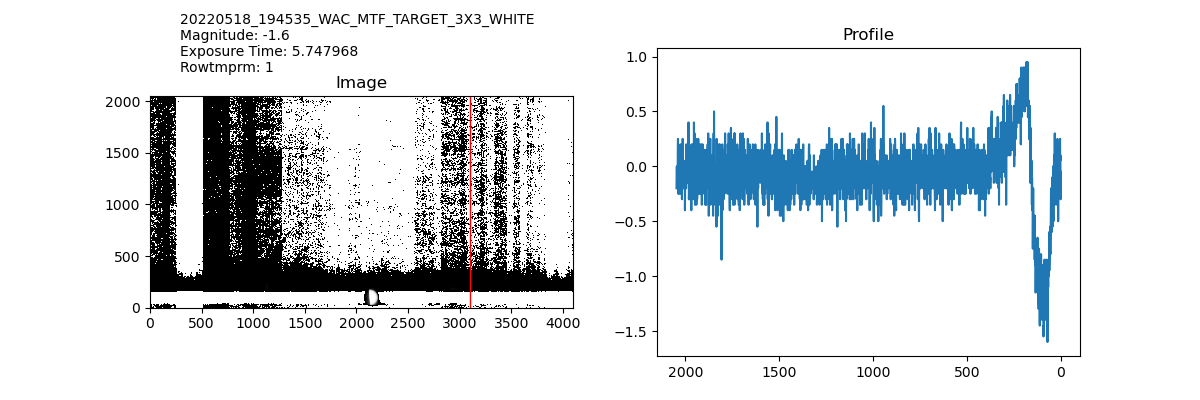 20220518_194535_WAC_MTF_TARGET_3X3_WHITE
Magnitude: -1.6
Exposure Time: 5.747968
Rowtmprm: 1
Image
2000
1500
1000
500
0
0 500 1000 1500 2000 2500 3000 3500 4000
Profile
1.0
0.5
0.0
−0.5
−1.0
−1.5
2000 1500 1000 500 0